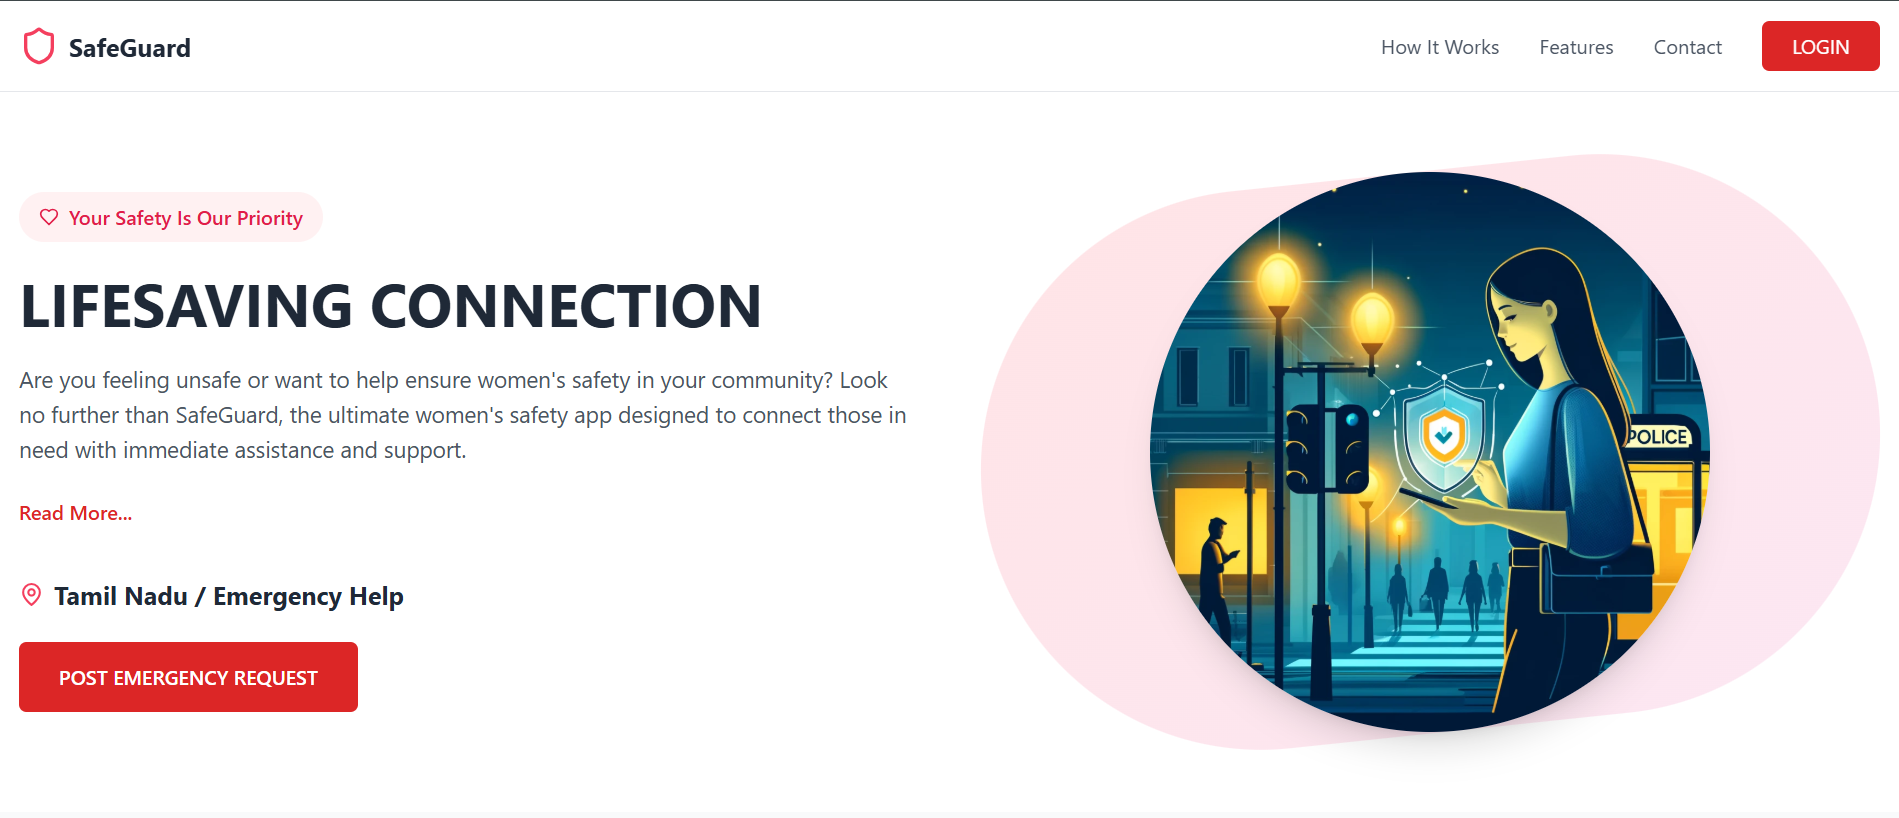 SafeGuard
How It Works
Features
Contact
LOGIN
Your Safety Is Our Priority
LIFESAVING CONNECTION
Are you feeling unsafe or want to help ensure women's safety in your community? Look
no further than SafeGuard, the ultimate women's safety app designed to connect those in
need with immediate assistance and support.
Read More...
Tamil Nadu / Emergency Help
POST EMERGENCY REQUEST
POLICE